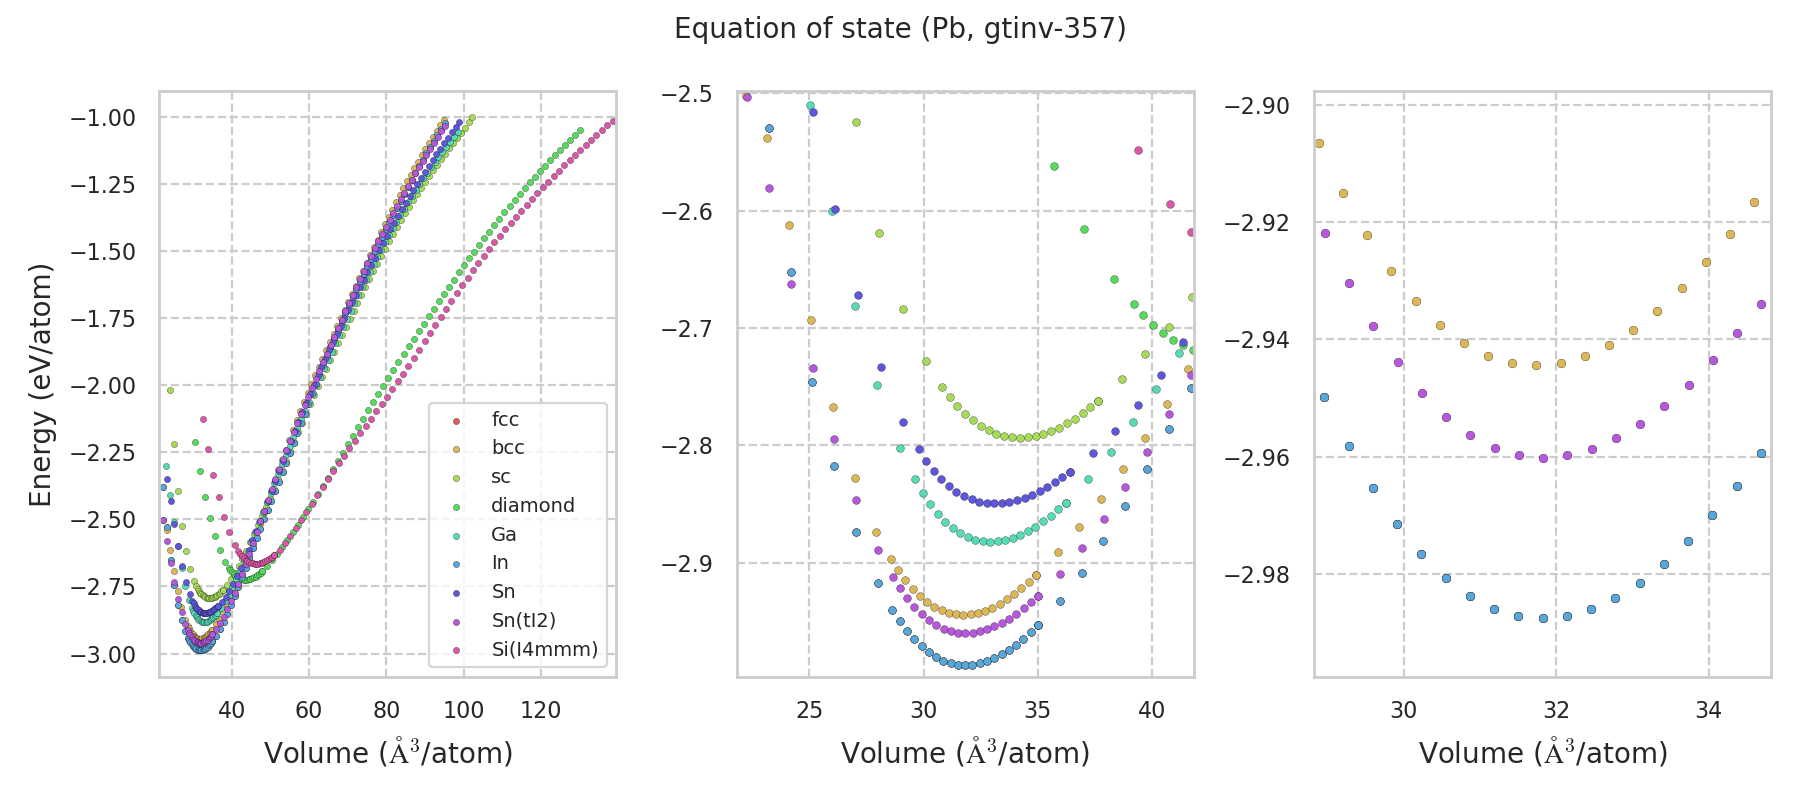 Equation of state (Pb, gtinv-357)
Energy (eV/atom)
−1.00
−1.25
−1.50
−1.75
−2.00
−2.25
−2.50
−2.75
−3.00
fcc
bcc
sc
diamond
Ga
In
Sn
Sn(tI2)
Si(I4mmm)
40 60 80 100 120
Volume (Å³/atom)
−2.5
−2.6
−2.7
−2.8
−2.9
25 30 35 40
Volume (Å³/atom)
−2.90
−2.92
−2.94
−2.96
−2.98
30 32 34
Volume (Å³/atom)